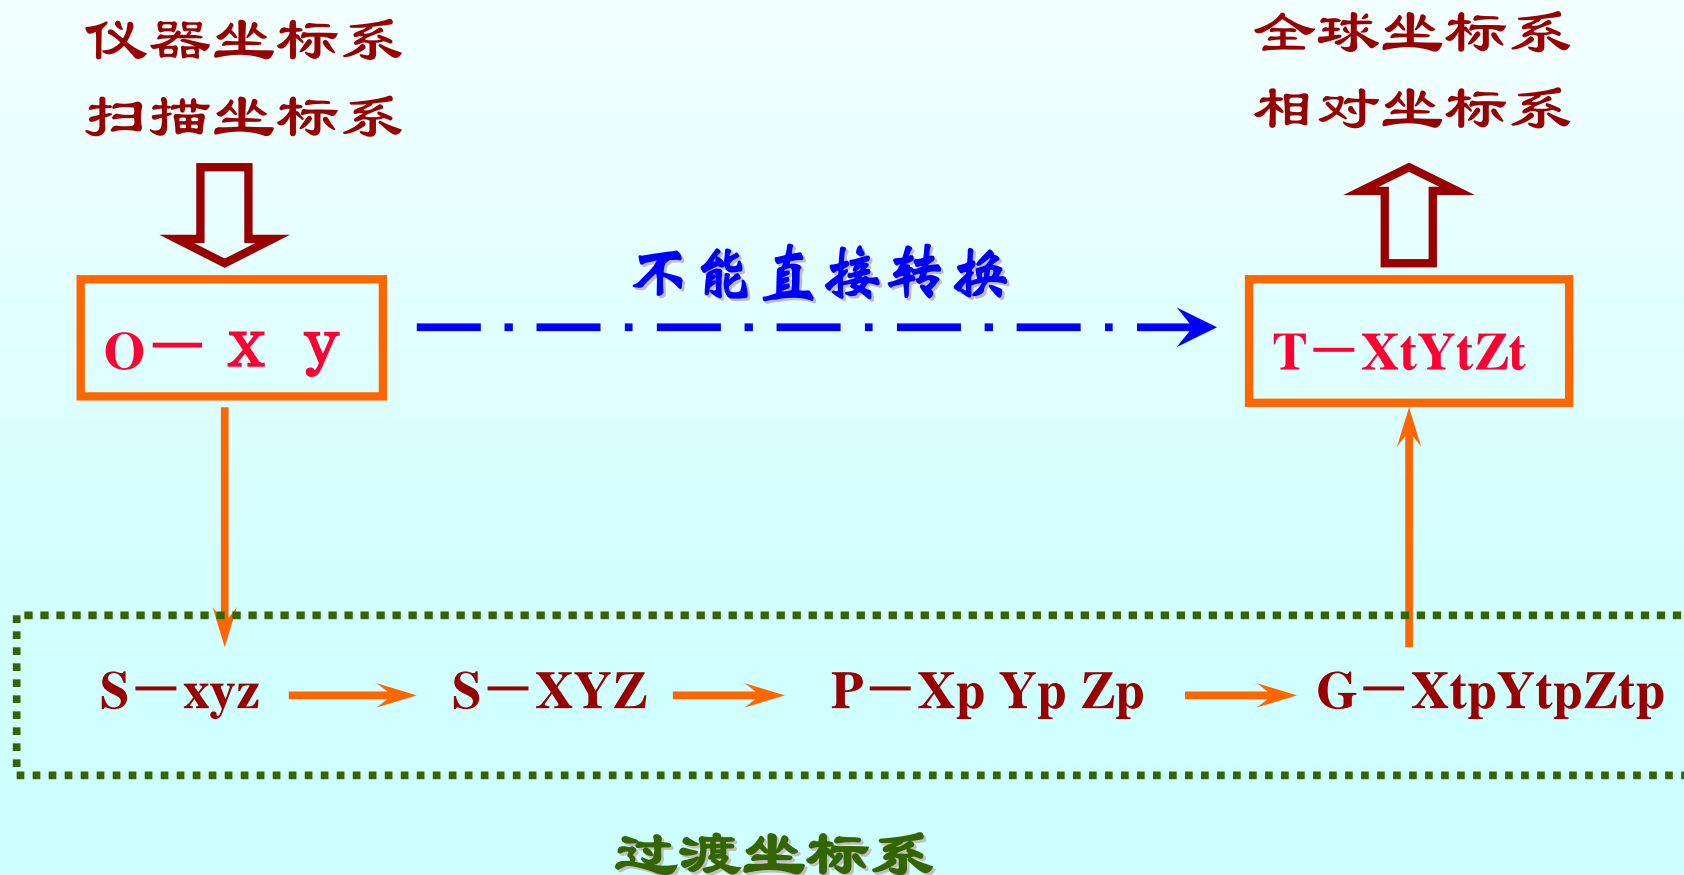 仪器坐标系
扫描坐标系
全球坐标系
相对坐标系
不能直接转换
o－x y
T－XtYtZt
S－xyz
S－XYZ
P－Xp Yp Zp
G－XtpYtpZtp
过渡坐标系